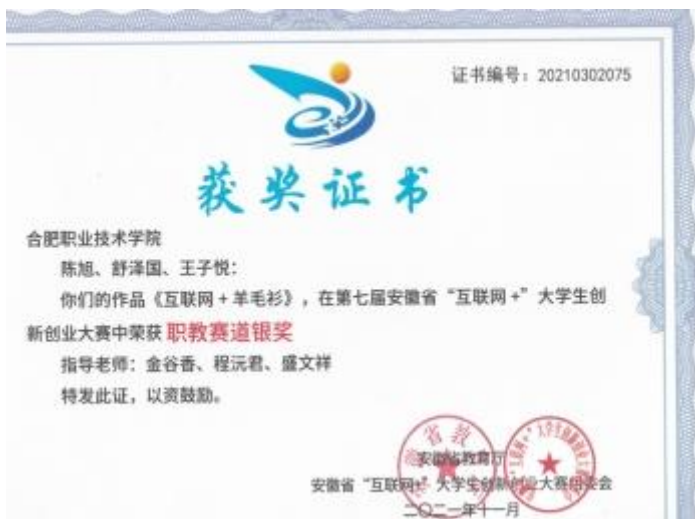 证书编号：20210302075
获奖证书
合肥职业技术学院
陈旭、舒泽国、王子悦：
你们的作品《互联网+羊毛衫》，在第七届安徽省“互联网+”大学生创
新创业大赛中荣获 职教赛道银奖
指导老师：金谷香、程沅君、盛文祥
特发此证，以资鼓励。
安徽省教育厅
安徽省“互联网+”大学生创新创业大赛组委会
二〇二一年十一月